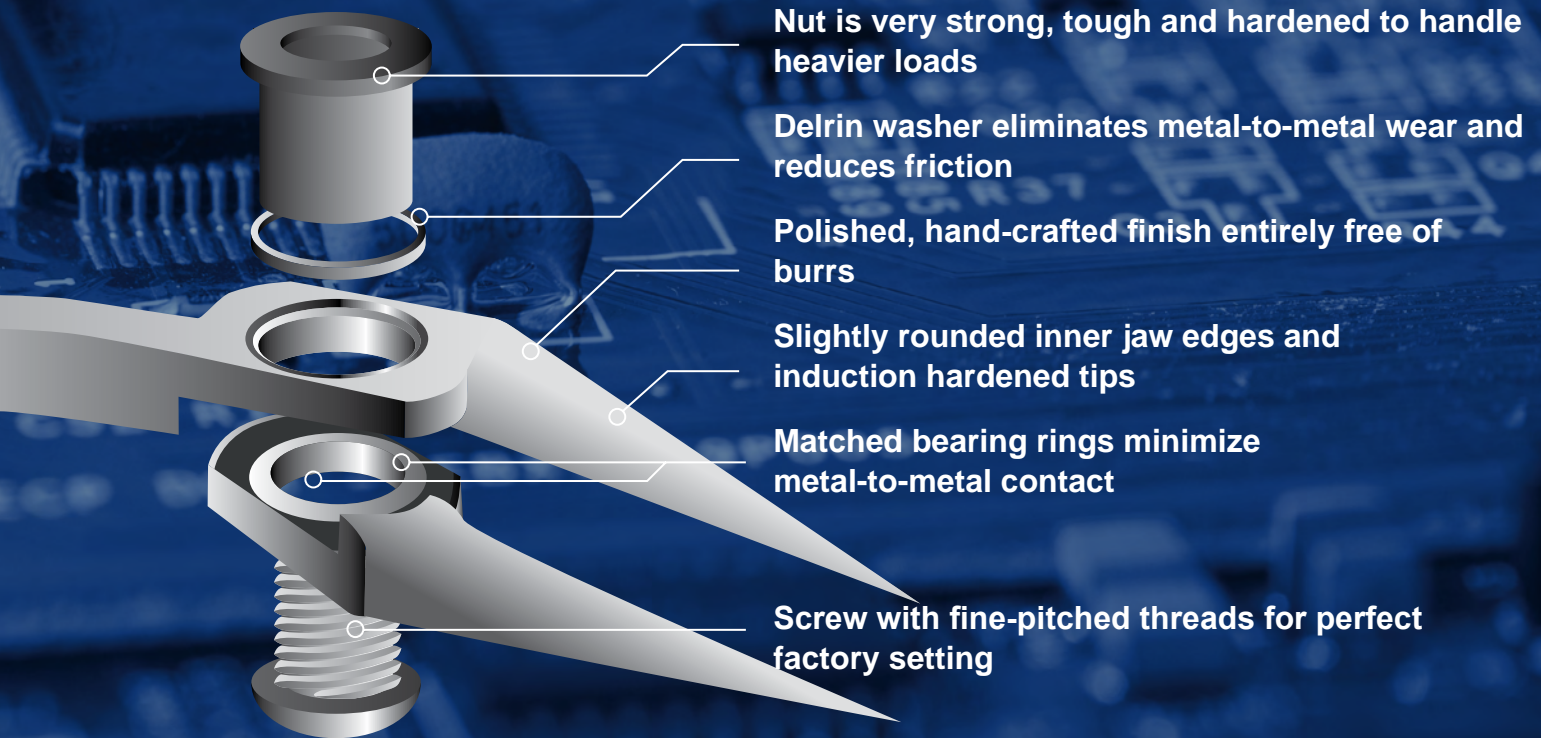 Nut is very strong, tough and hardened to handle
heavier loads
Delrin washer eliminates metal-to-metal wear and
reduces friction
R37
Polished, hand-crafted finish entirely free of
burrs
Slightly rounded inner jaw edges and
induction hardened tips
Matched bearing rings minimize
metal-to-metal contact
Screw with fine-pitched threads for perfect
factory setting